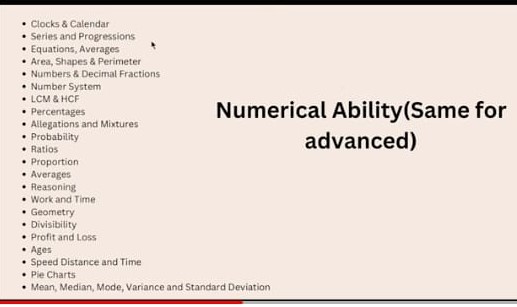 Clocks & Calendar
Series and Progressions
Equations, Averages
Area, Shapes & Perimeter
Numbers & Decimal Fractions
Number System
LCM & HCF
Percentages
Allegations and Mixtures
Probability
Ratios
Proportion
Averages
Reasoning
Work and Time
Geometry
Divisibility
Profit and Loss
Ages
Speed Distance and Time
Pie Charts
Mean, Median, Mode, Variance and Standard Deviation
Numerical Ability(Same for
advanced)